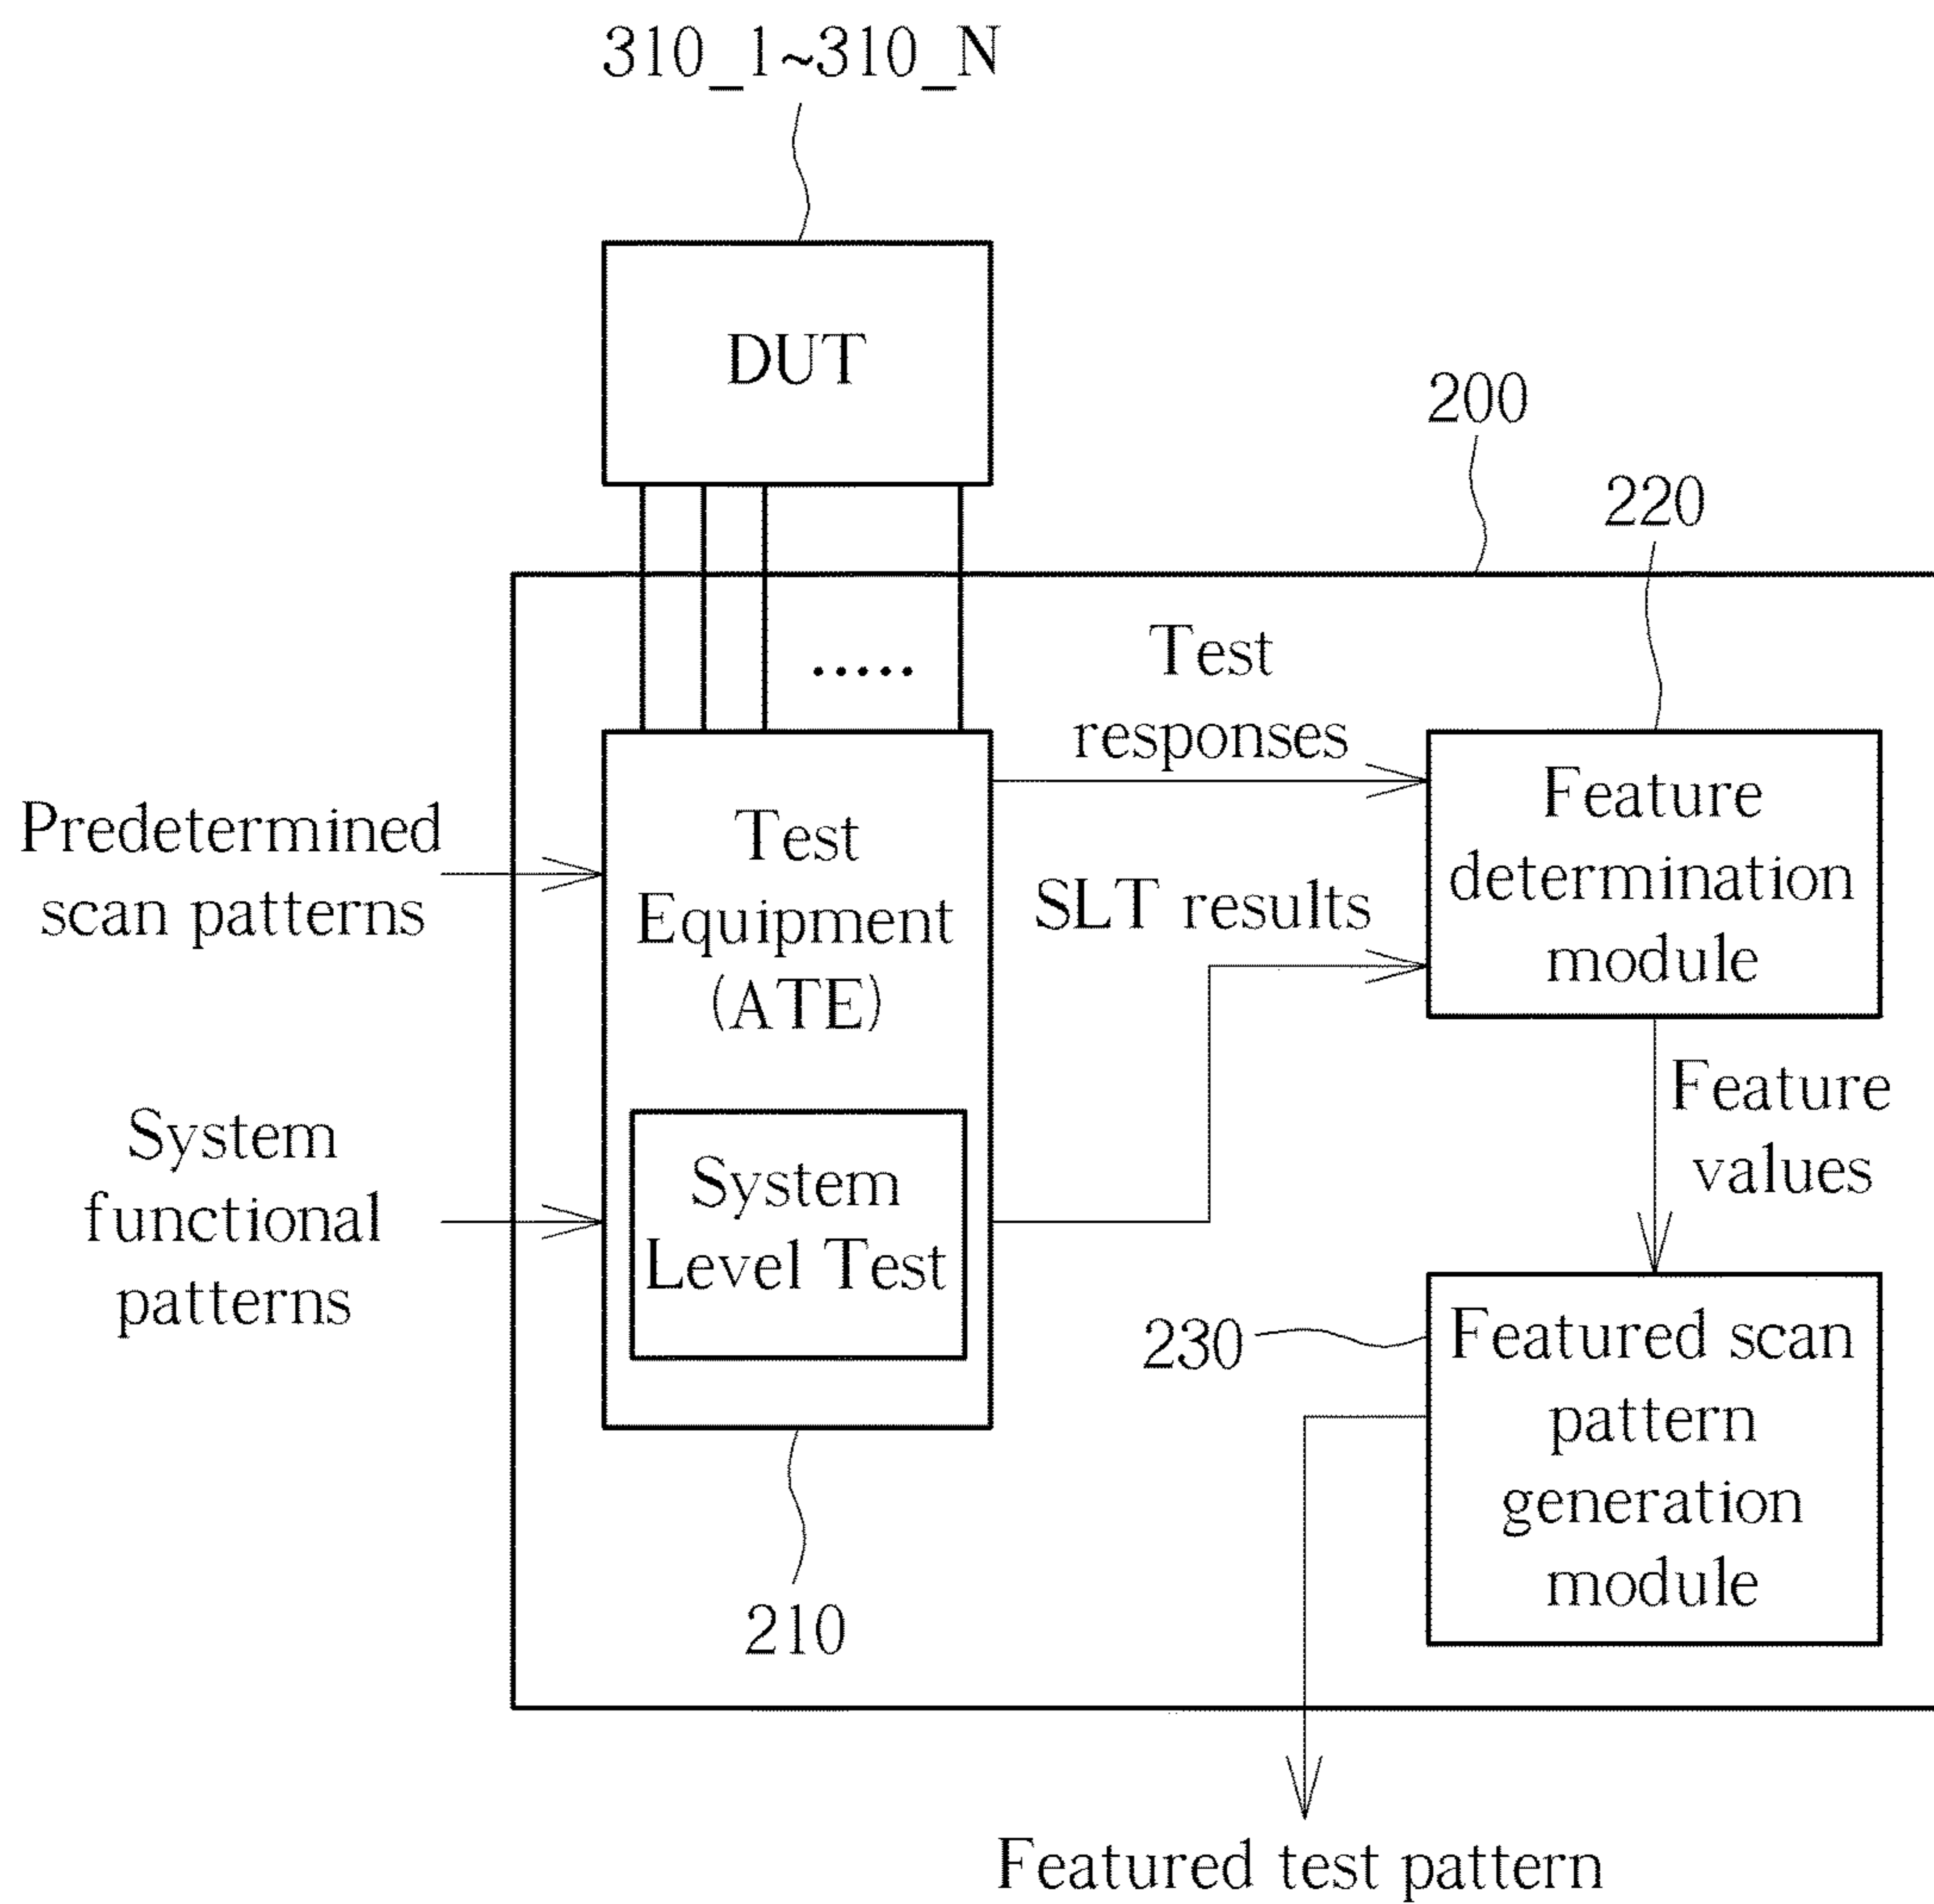 310_1~310_N
DUT
200
220
.....
Test
responses
Predetermined
scan patterns
Test
Equipment
(ATE)
SLT results
Feature
determination
module
System
functional
patterns
System
Level Test
Feature
values
230
Featured scan
pattern
generation
module
210
Featured test pattern